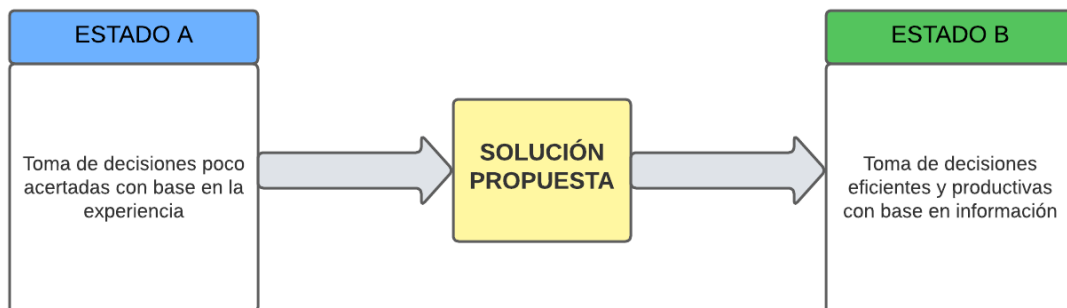 ESTADO A
Toma de decisiones poco
acertadas con base en la
experiencia
SOLUCIÓN
PROPUESTA
ESTADO B
Toma de decisiones
eficientes y productivas
con base en información